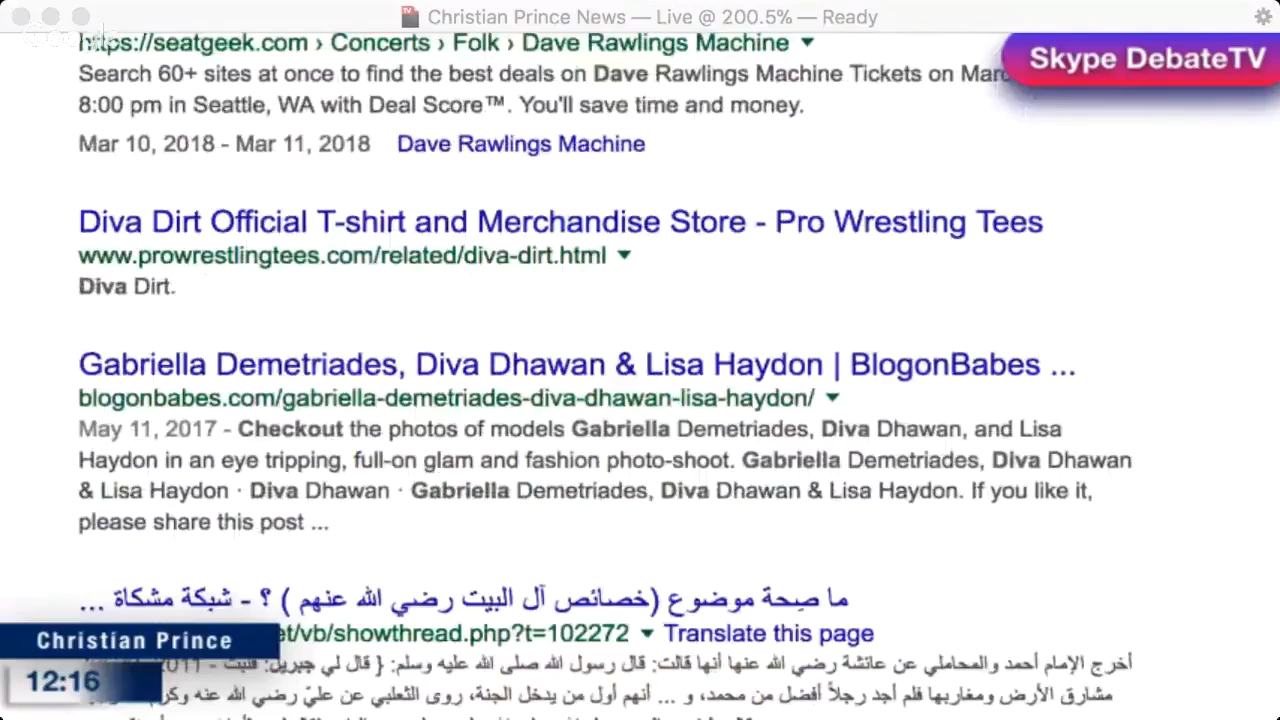 Christian Prince News — Live @ 200.5% — Ready
https://seatgeek.com › Concerts › Folk › Dave Rawlings Machine
Skype DebateTV
Search 60+ sites at once to find the best deals on Dave Rawlings Machine Tickets on
8:00 pm in Seattle, WA with Deal Score™. You'll save time and money.
Mar 10, 2018 - Mar 11, 2018 Dave Rawlings Machine
Diva Dirt Official T-shirt and Merchandise Store - Pro Wrestling Tees
www.prowrestlingtees.com/related/diva-dirt.html
Diva Dirt.
Gabriella Demetriades, Diva Dhawan & Lisa Haydon | BlogonBabes ...
blogonbabes.com/gabriella-demetriades-diva-dhawan-lisa-haydon/
May 11, 2017 - Checkout the photos of models Gabriella Demetriades, Diva Dhawan, and Lisa
Haydon in an eye tripping, full-on glam and fashion photo-shoot. Gabriella Demetriades, Diva Dhawan
& Lisa Haydon · Diva Dhawan · Gabriella Demetriades, Diva Dhawan & Lisa Haydon. If you like it,
please share this post ...
ما صِحة موضوع (خصائص آل البيت رضي الله عنهم ) ؟ - شبكة مشكاة ...
Christian Prince
et/vb/showthread.php?t=102272 Translate this page
أخرج الإمام أحمد والمحاملي عن عائشة رضي الله عنها أنها قالت: قال رسول الله صلى الله عليه وسلم: { قال لي جبريل: قلبت - 2011
12:16
مشارق الأرض ومغاربها فلم أجد رجلاً أفضل من محمد، و ... أنهم أول من يدخل الجنة، روى الثعلبي عن عليّ رضي الله عنه